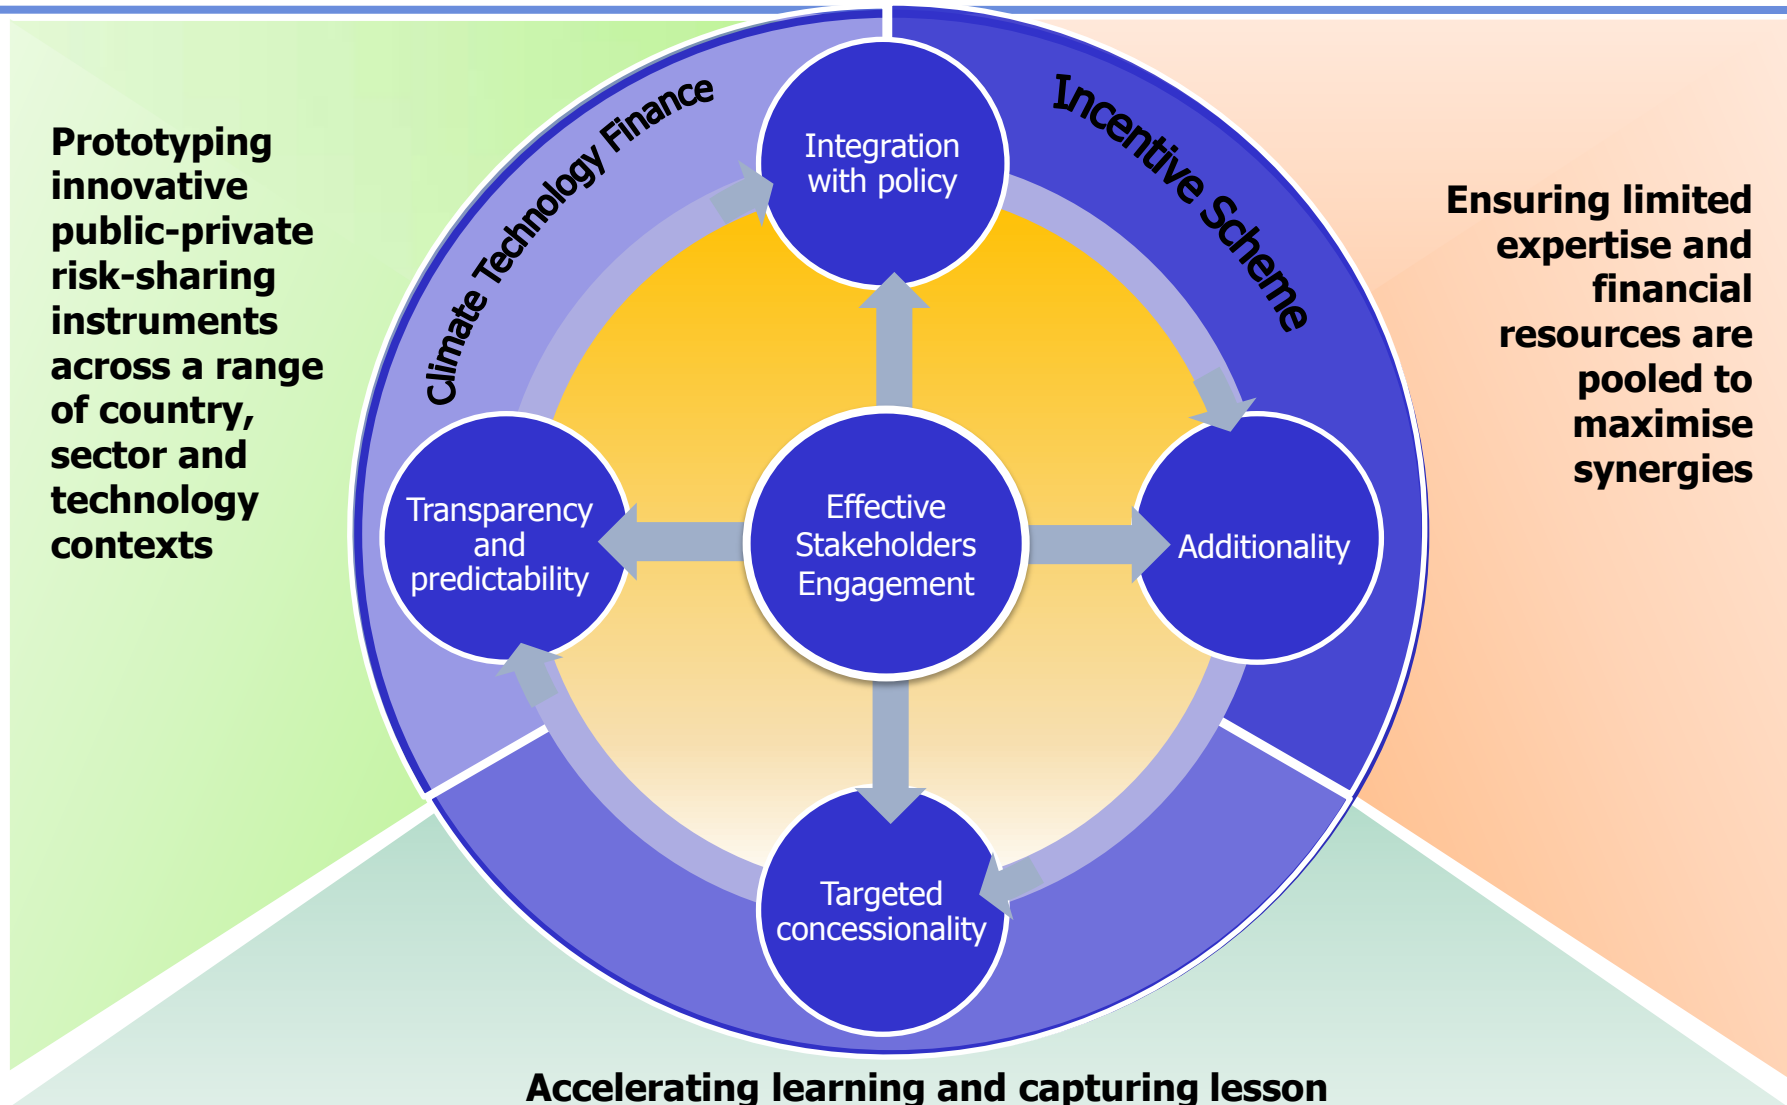 Prototyping
innovative
public-private
risk-sharing
instruments
across a range
of country,
sector and
technology
contexts
Climate Technology Finance
Incentive Scheme
Integration
with policy
Transparency
and
predictability
Effective
Stakeholders
Engagement
Additionality
Targeted
concessionality
Ensuring limited
expertise and
financial
resources are
pooled to
maximise
synergies
Accelerating learning and capturing lesson